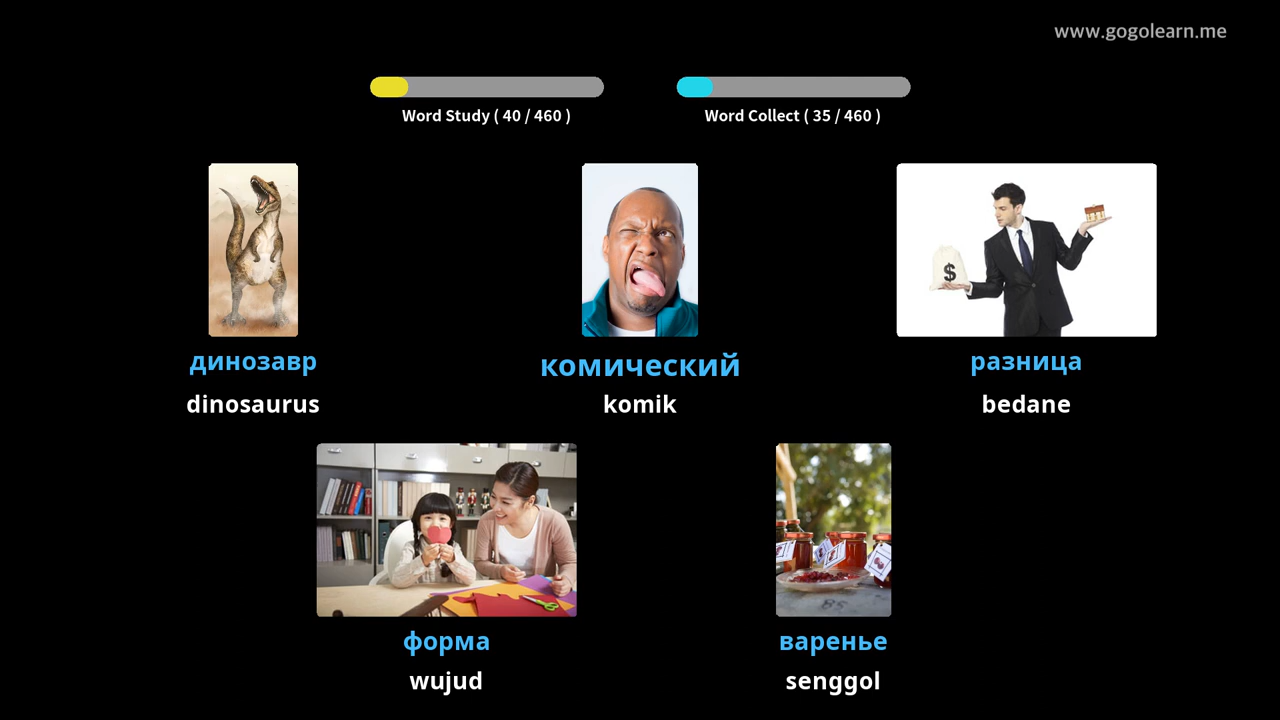 www.gogolearn.me
Word Study ( 40 / 460 )
Word Collect ( 35 / 460 )
динозавр
комический
разница
dinosaurus
komik
bedane
форма
варенье
wujud
senggol